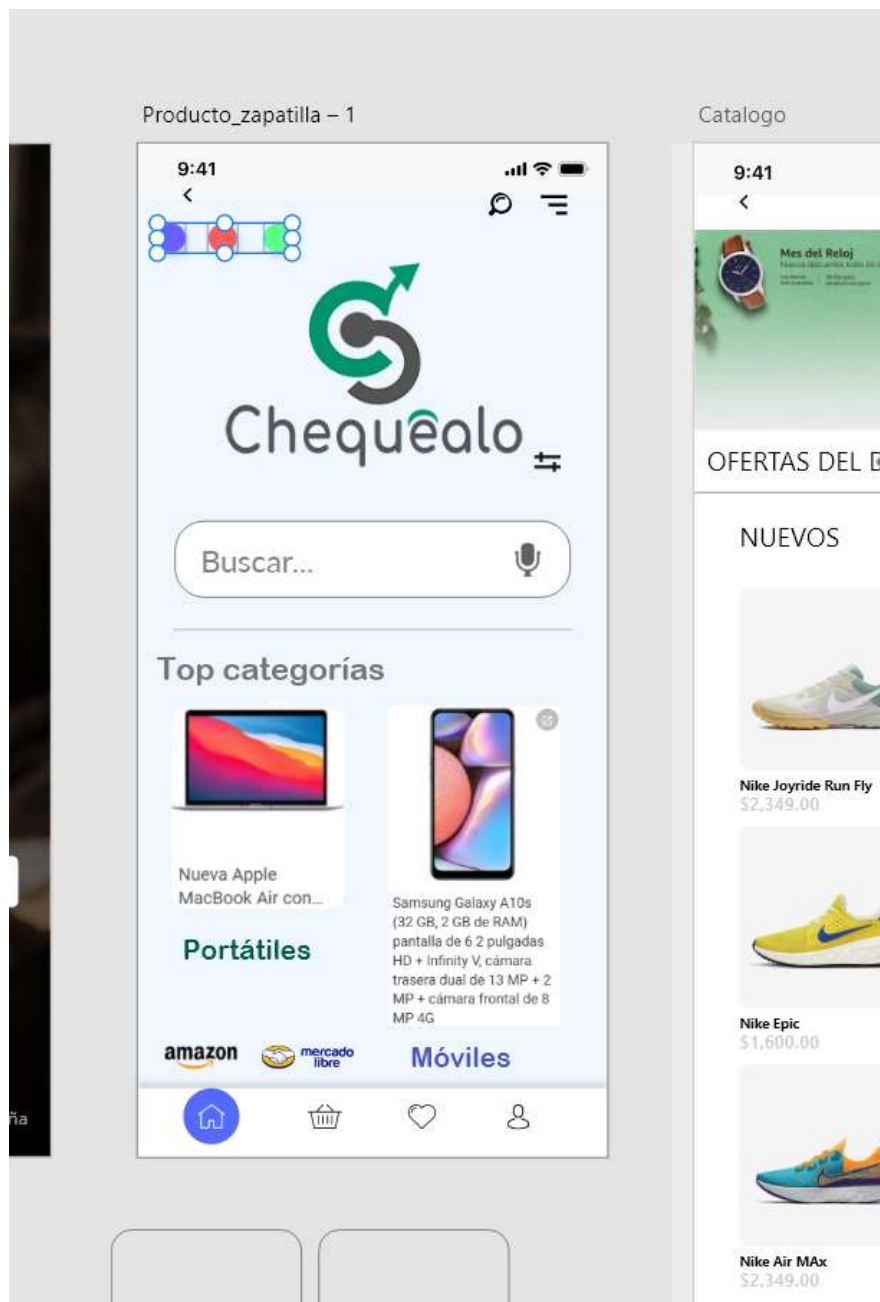 Producto_zapatilla – 1
9:41
Chequêalo
Buscar...
Top categorías
Nueva Apple
MacBook Air con...
Portátiles
Samsung Galaxy A10s
(32 GB, 2 GB de RAM)
pantalla de 6 2 pulgadas
HD + Infinity V, cámara
trasera dual de 13 MP + 2
MP + cámara frontal de 8
MP 4G
Móviles
amazon
mercado
libre
ña
Catalogo
9:41
Mes del Reloj
OFERTAS DEL
NUEVOS
Nike Joyride Run Fly
$2,349.00
Nike Epic
$1,600.00
Nike Air MAx
$2,349.00